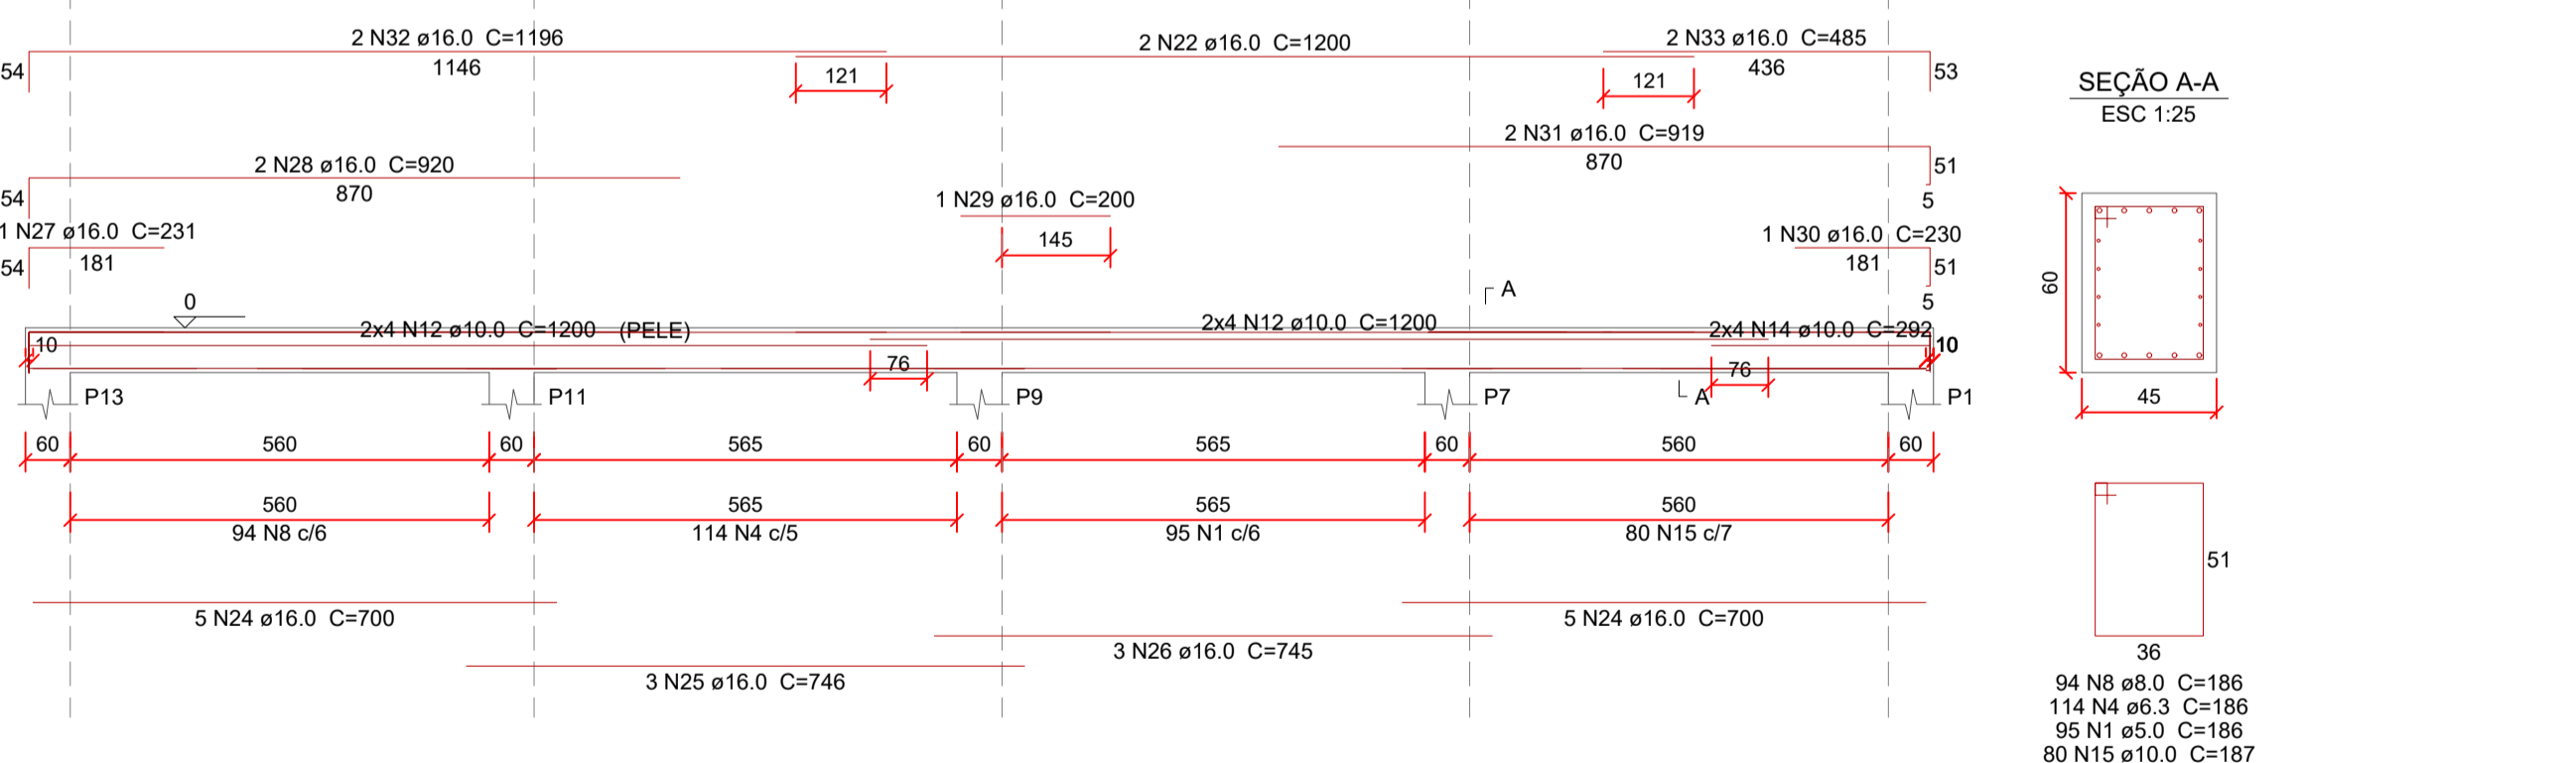 2 N32 ø16.0 C=1196
1146
54
121
2 N22 ø16.0 C=1200
2 N33 ø16.0 C=485
436
121
53
SEÇÃO A-A
ESC 1:25
2 N31 ø16.0 C=919
870
51
5
2 N28 ø16.0 C=920
870
54
1 N29 ø16.0 C=200
145
1 N27 ø16.0 C=231
181
54
1 N30 ø16.0 C=230
181
51
5
0
A
2x4 N12 ø10.0 C=1200 (PELE)
2x4 N12 ø10.0 C=1200
2x4 N14 ø10.0 C=292
10
76
76
10
A
P13
P11
P9
P7
P1
60
45
60
560
60
565
60
565
60
560
60
560
94 N8 c/6
565
114 N4 c/5
565
95 N1 c/6
560
80 N15 c/7
5 N24 ø16.0 C=700
3 N25 ø16.0 C=746
3 N26 ø16.0 C=745
5 N24 ø16.0 C=700
51
36
94 N8 ø8.0 C=186
114 N4 ø6.3 C=186
95 N1 ø5.0 C=186
80 N15 ø10.0 C=187